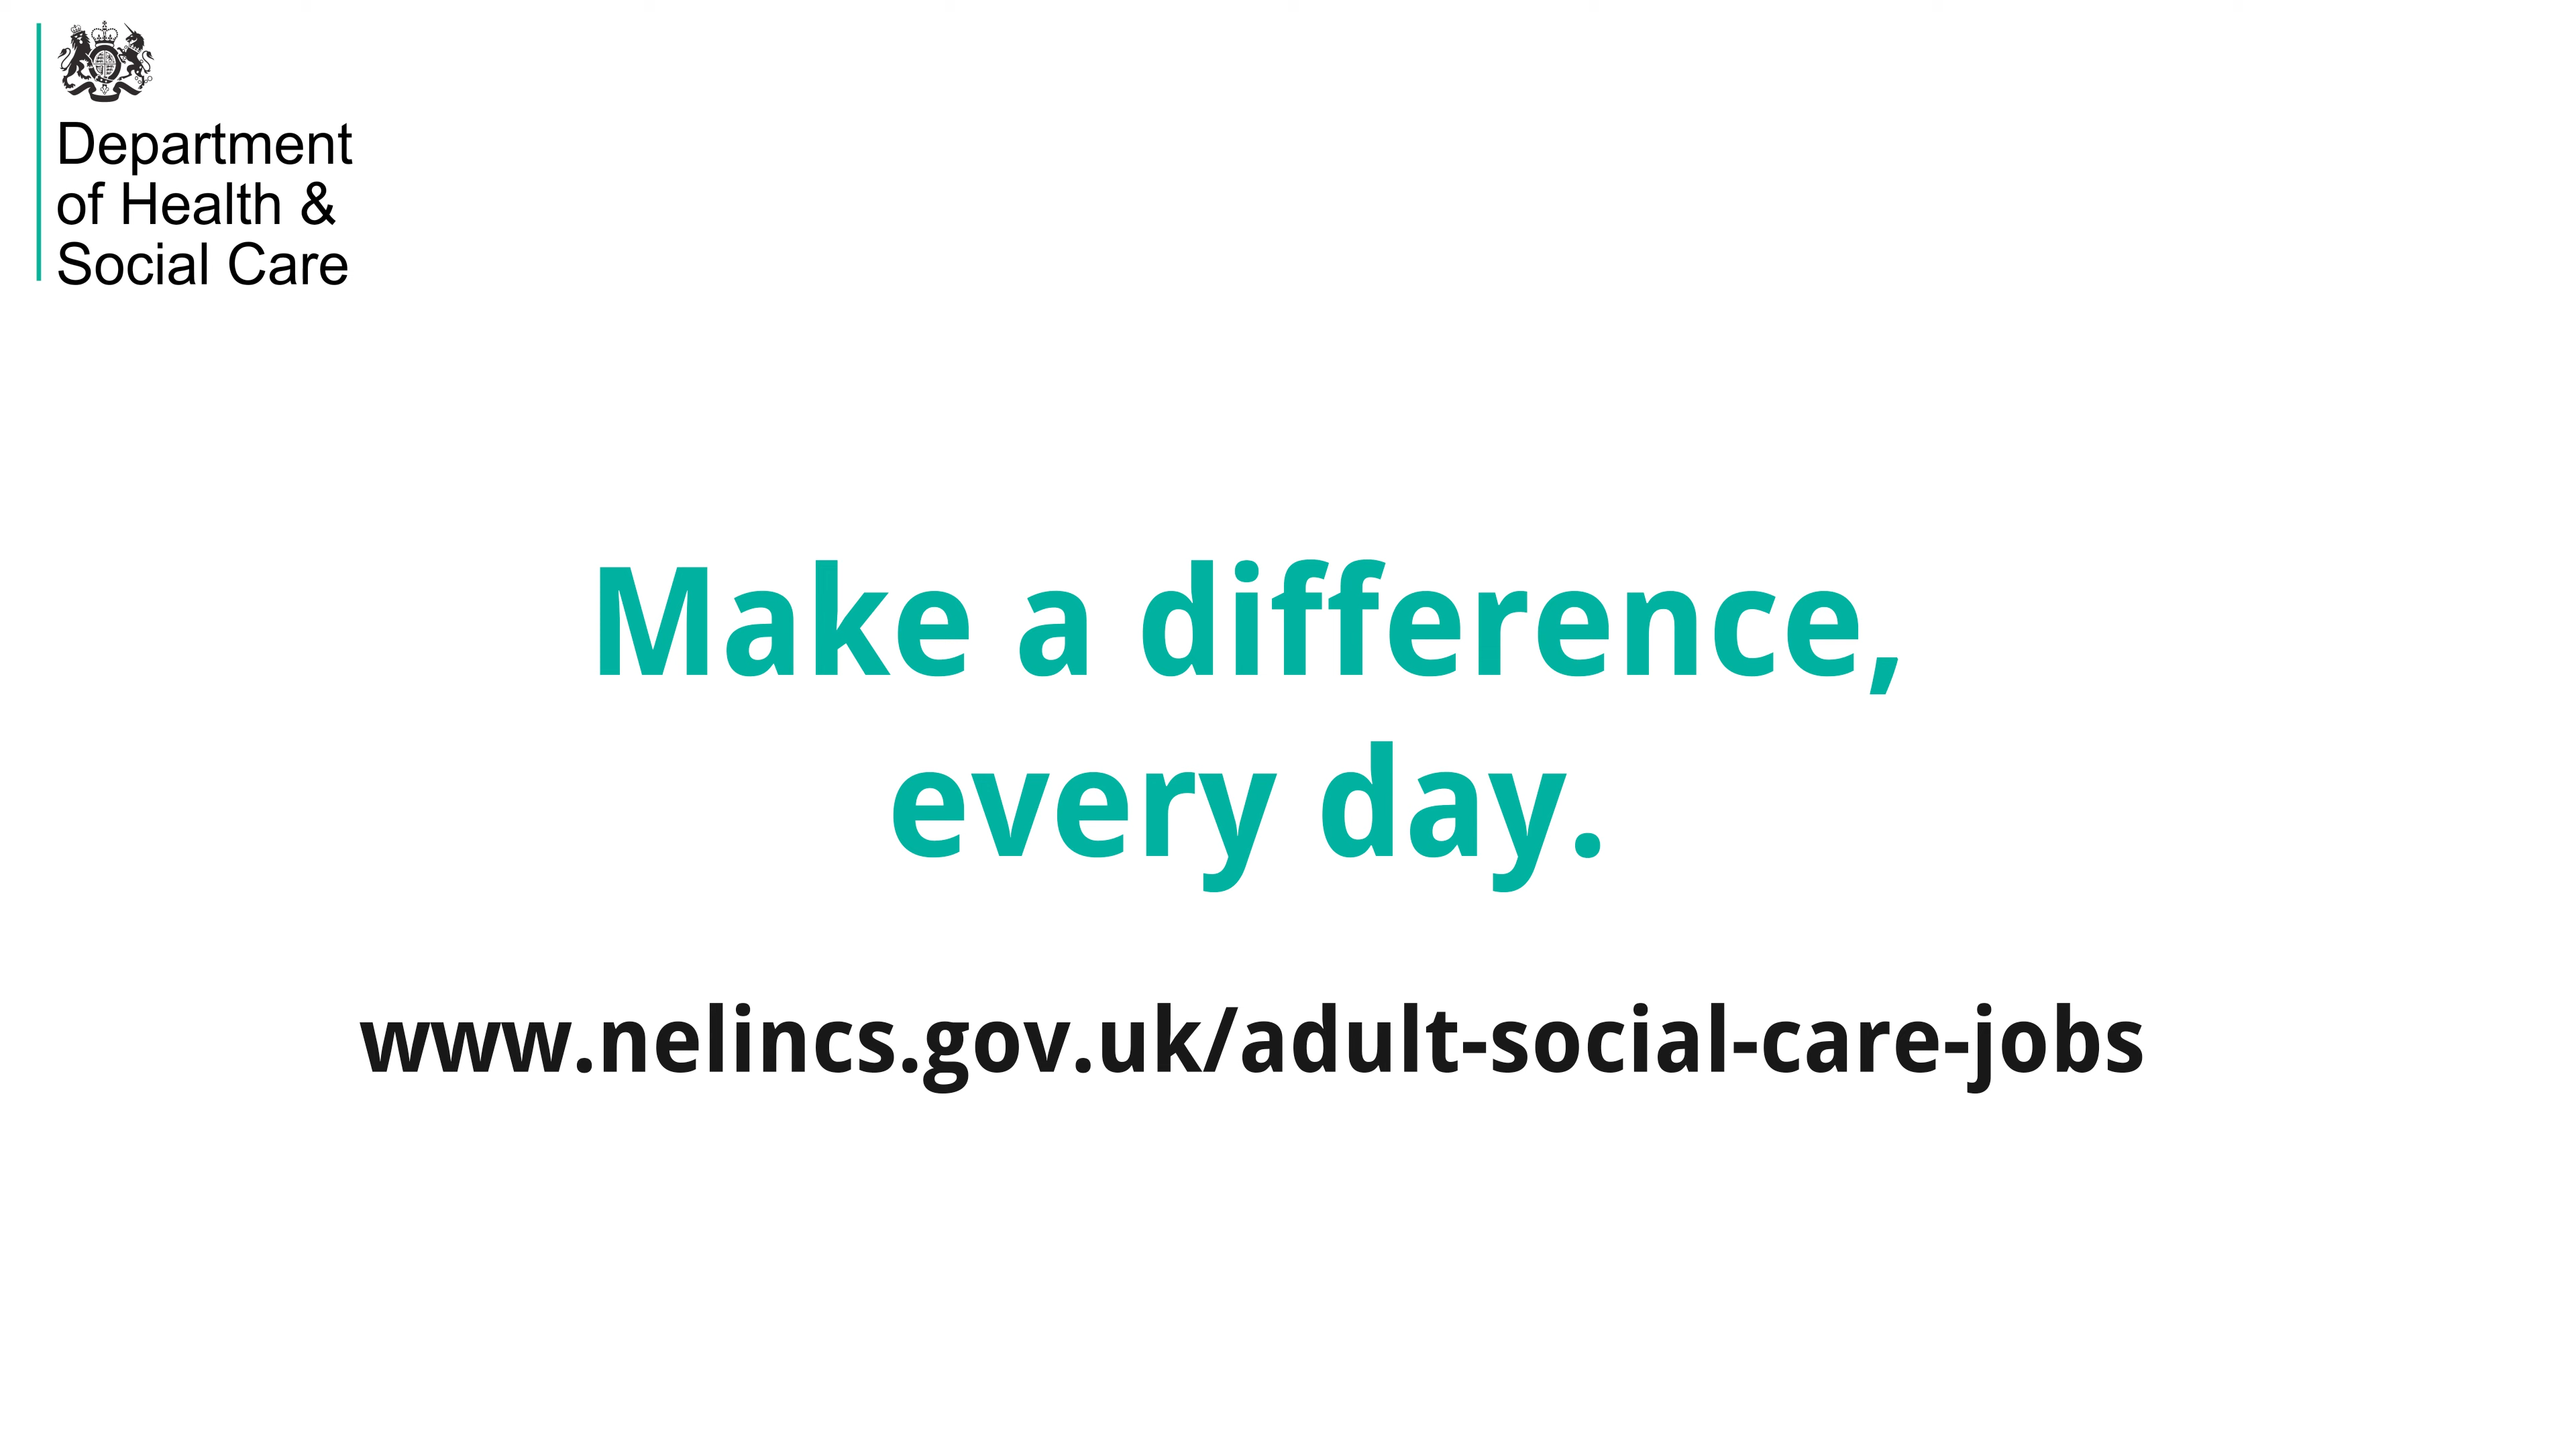 Department
of Health &
Social Care
Make a difference,
every day.
www.nelincs.gov.uk/adult-social-care-jobs